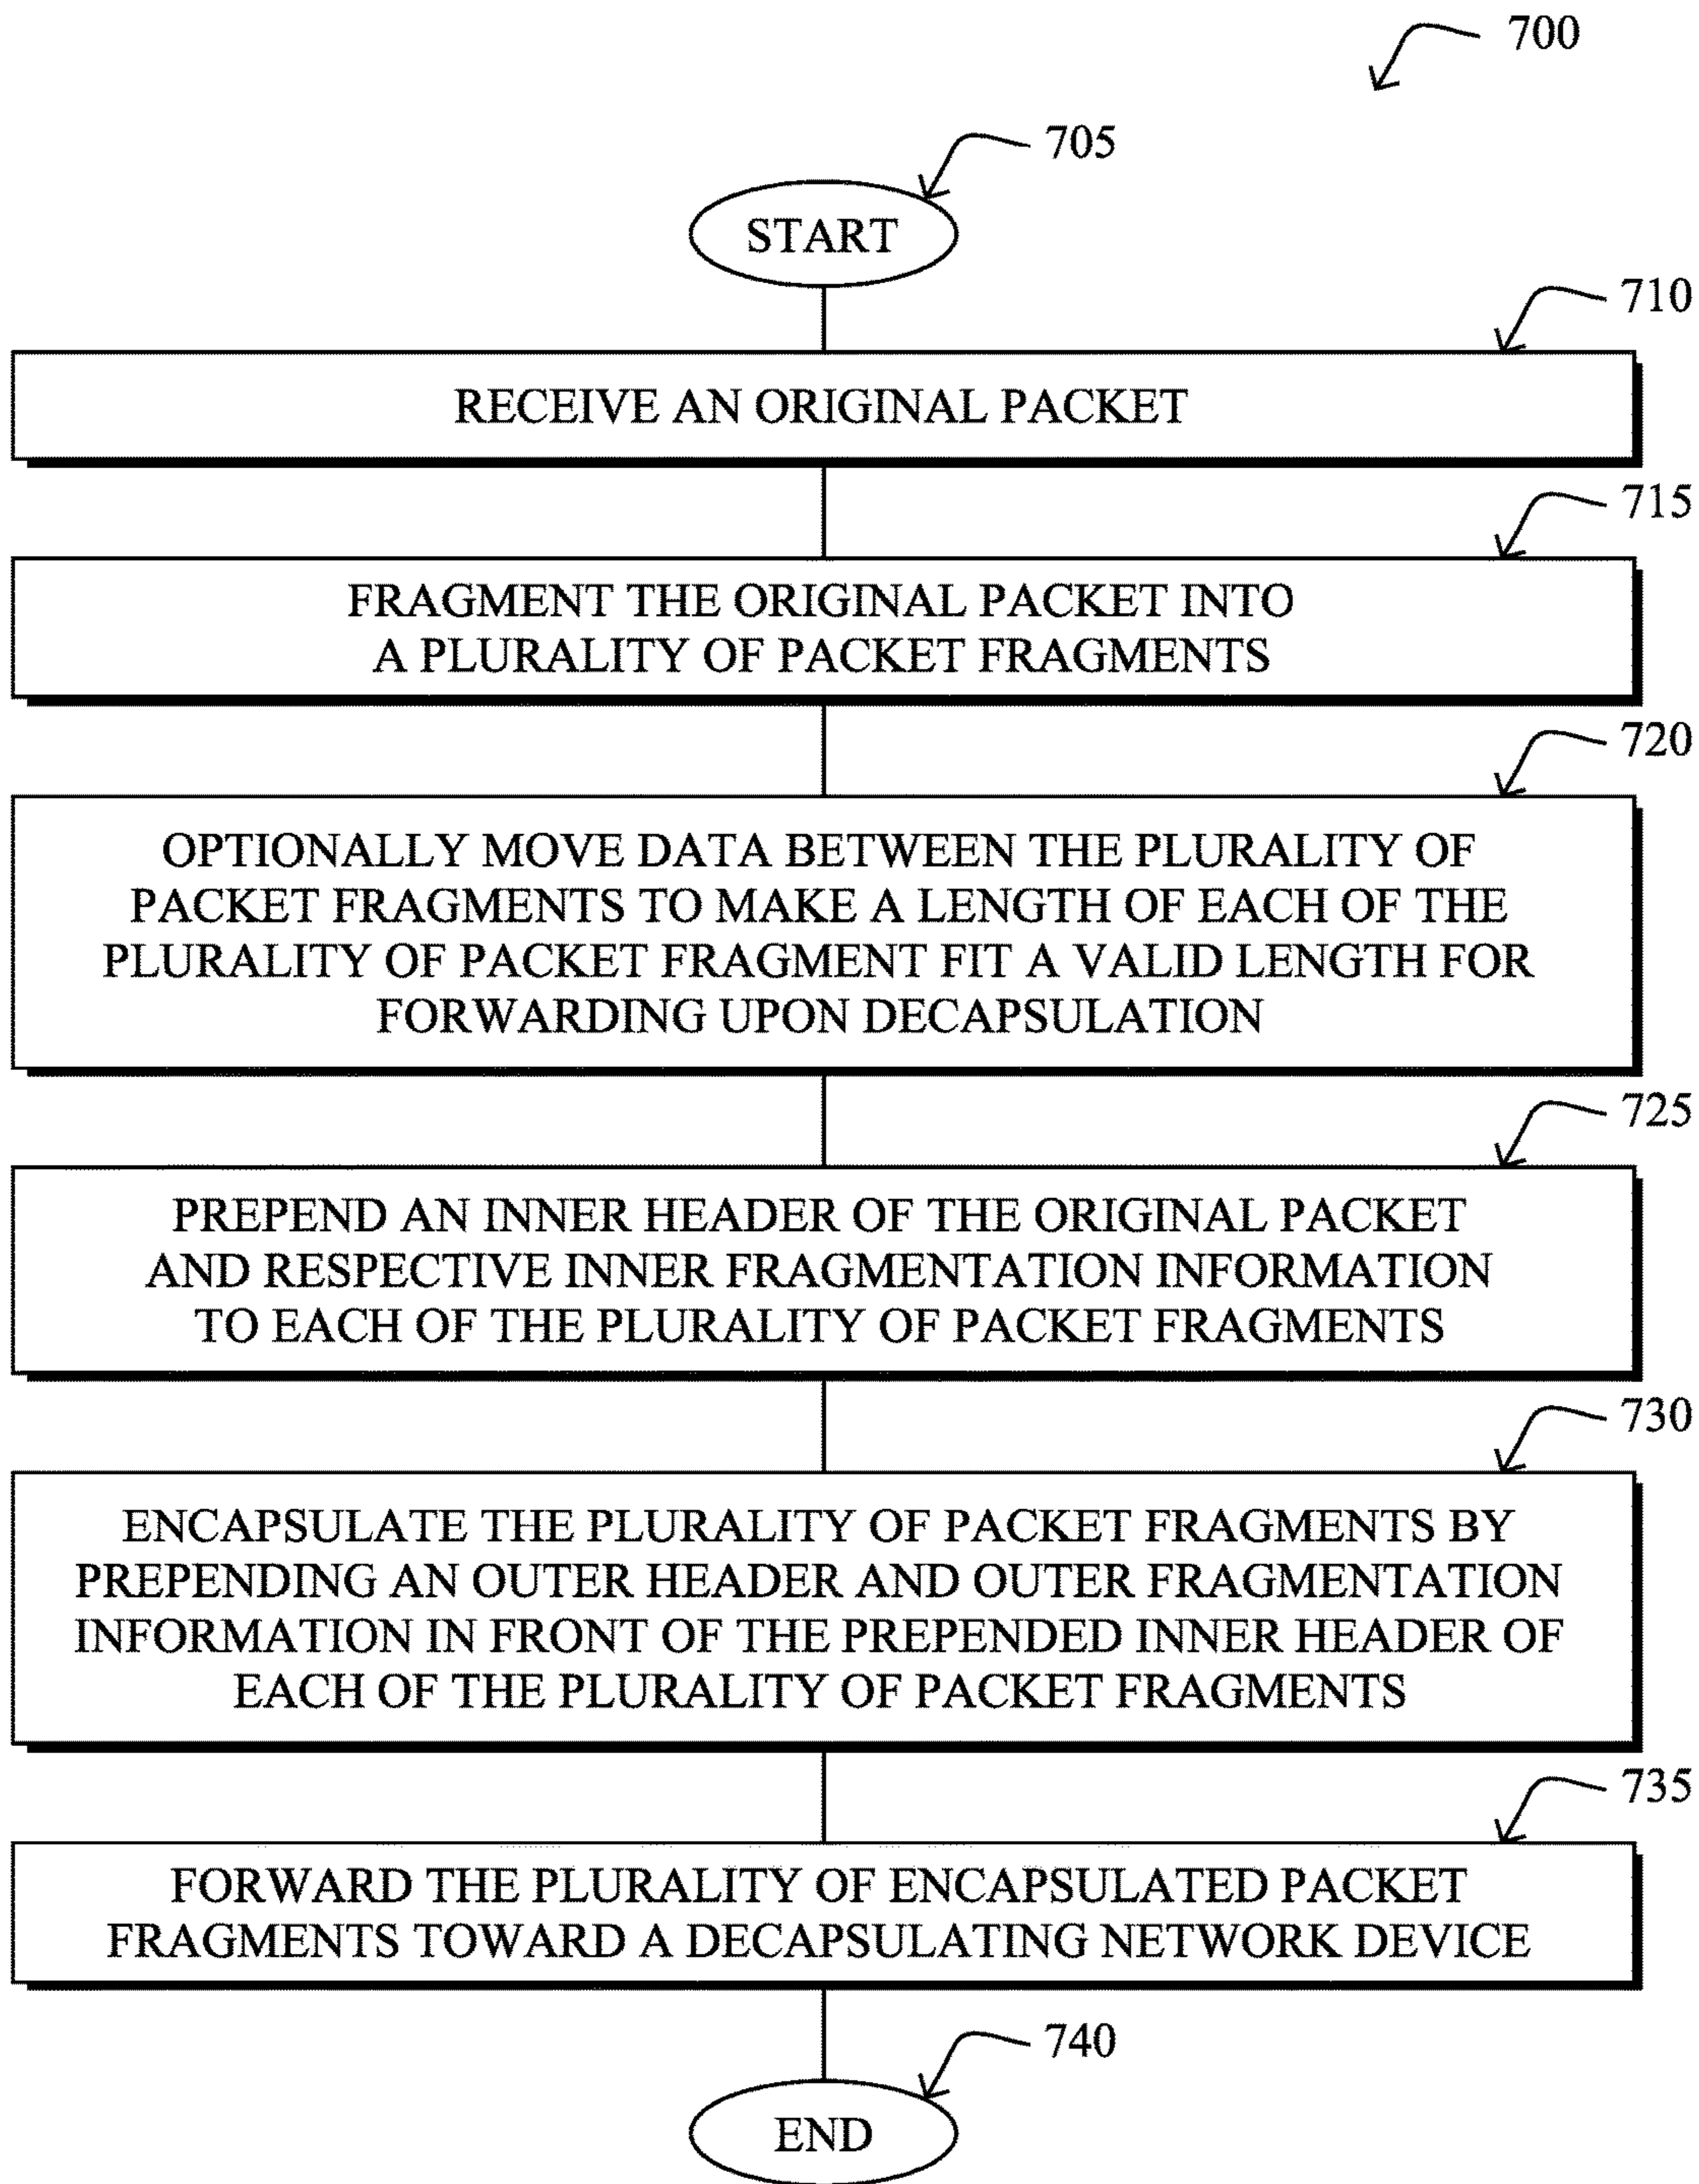 700
705
START
710
RECEIVE AN ORIGINAL PACKET
715
FRAGMENT THE ORIGINAL PACKET INTO
A PLURALITY OF PACKET FRAGMENTS
720
OPTIONALLY MOVE DATA BETWEEN THE PLURALITY OF
PACKET FRAGMENTS TO MAKE A LENGTH OF EACH OF THE
PLURALITY OF PACKET FRAGMENT FIT A VALID LENGTH FOR
FORWARDING UPON DECAPSULATION
725
PREPEND AN INNER HEADER OF THE ORIGINAL PACKET
AND RESPECTIVE INNER FRAGMENTATION INFORMATION
TO EACH OF THE PLURALITY OF PACKET FRAGMENTS
730
ENCAPSULATE THE PLURALITY OF PACKET FRAGMENTS BY
PREPENDING AN OUTER HEADER AND OUTER FRAGMENTATION
INFORMATION IN FRONT OF THE PREPENDED INNER HEADER OF
EACH OF THE PLURALITY OF PACKET FRAGMENTS
735
FORWARD THE PLURALITY OF ENCAPSULATED PACKET
FRAGMENTS TOWARD A DECAPSULATING NETWORK DEVICE
740
END